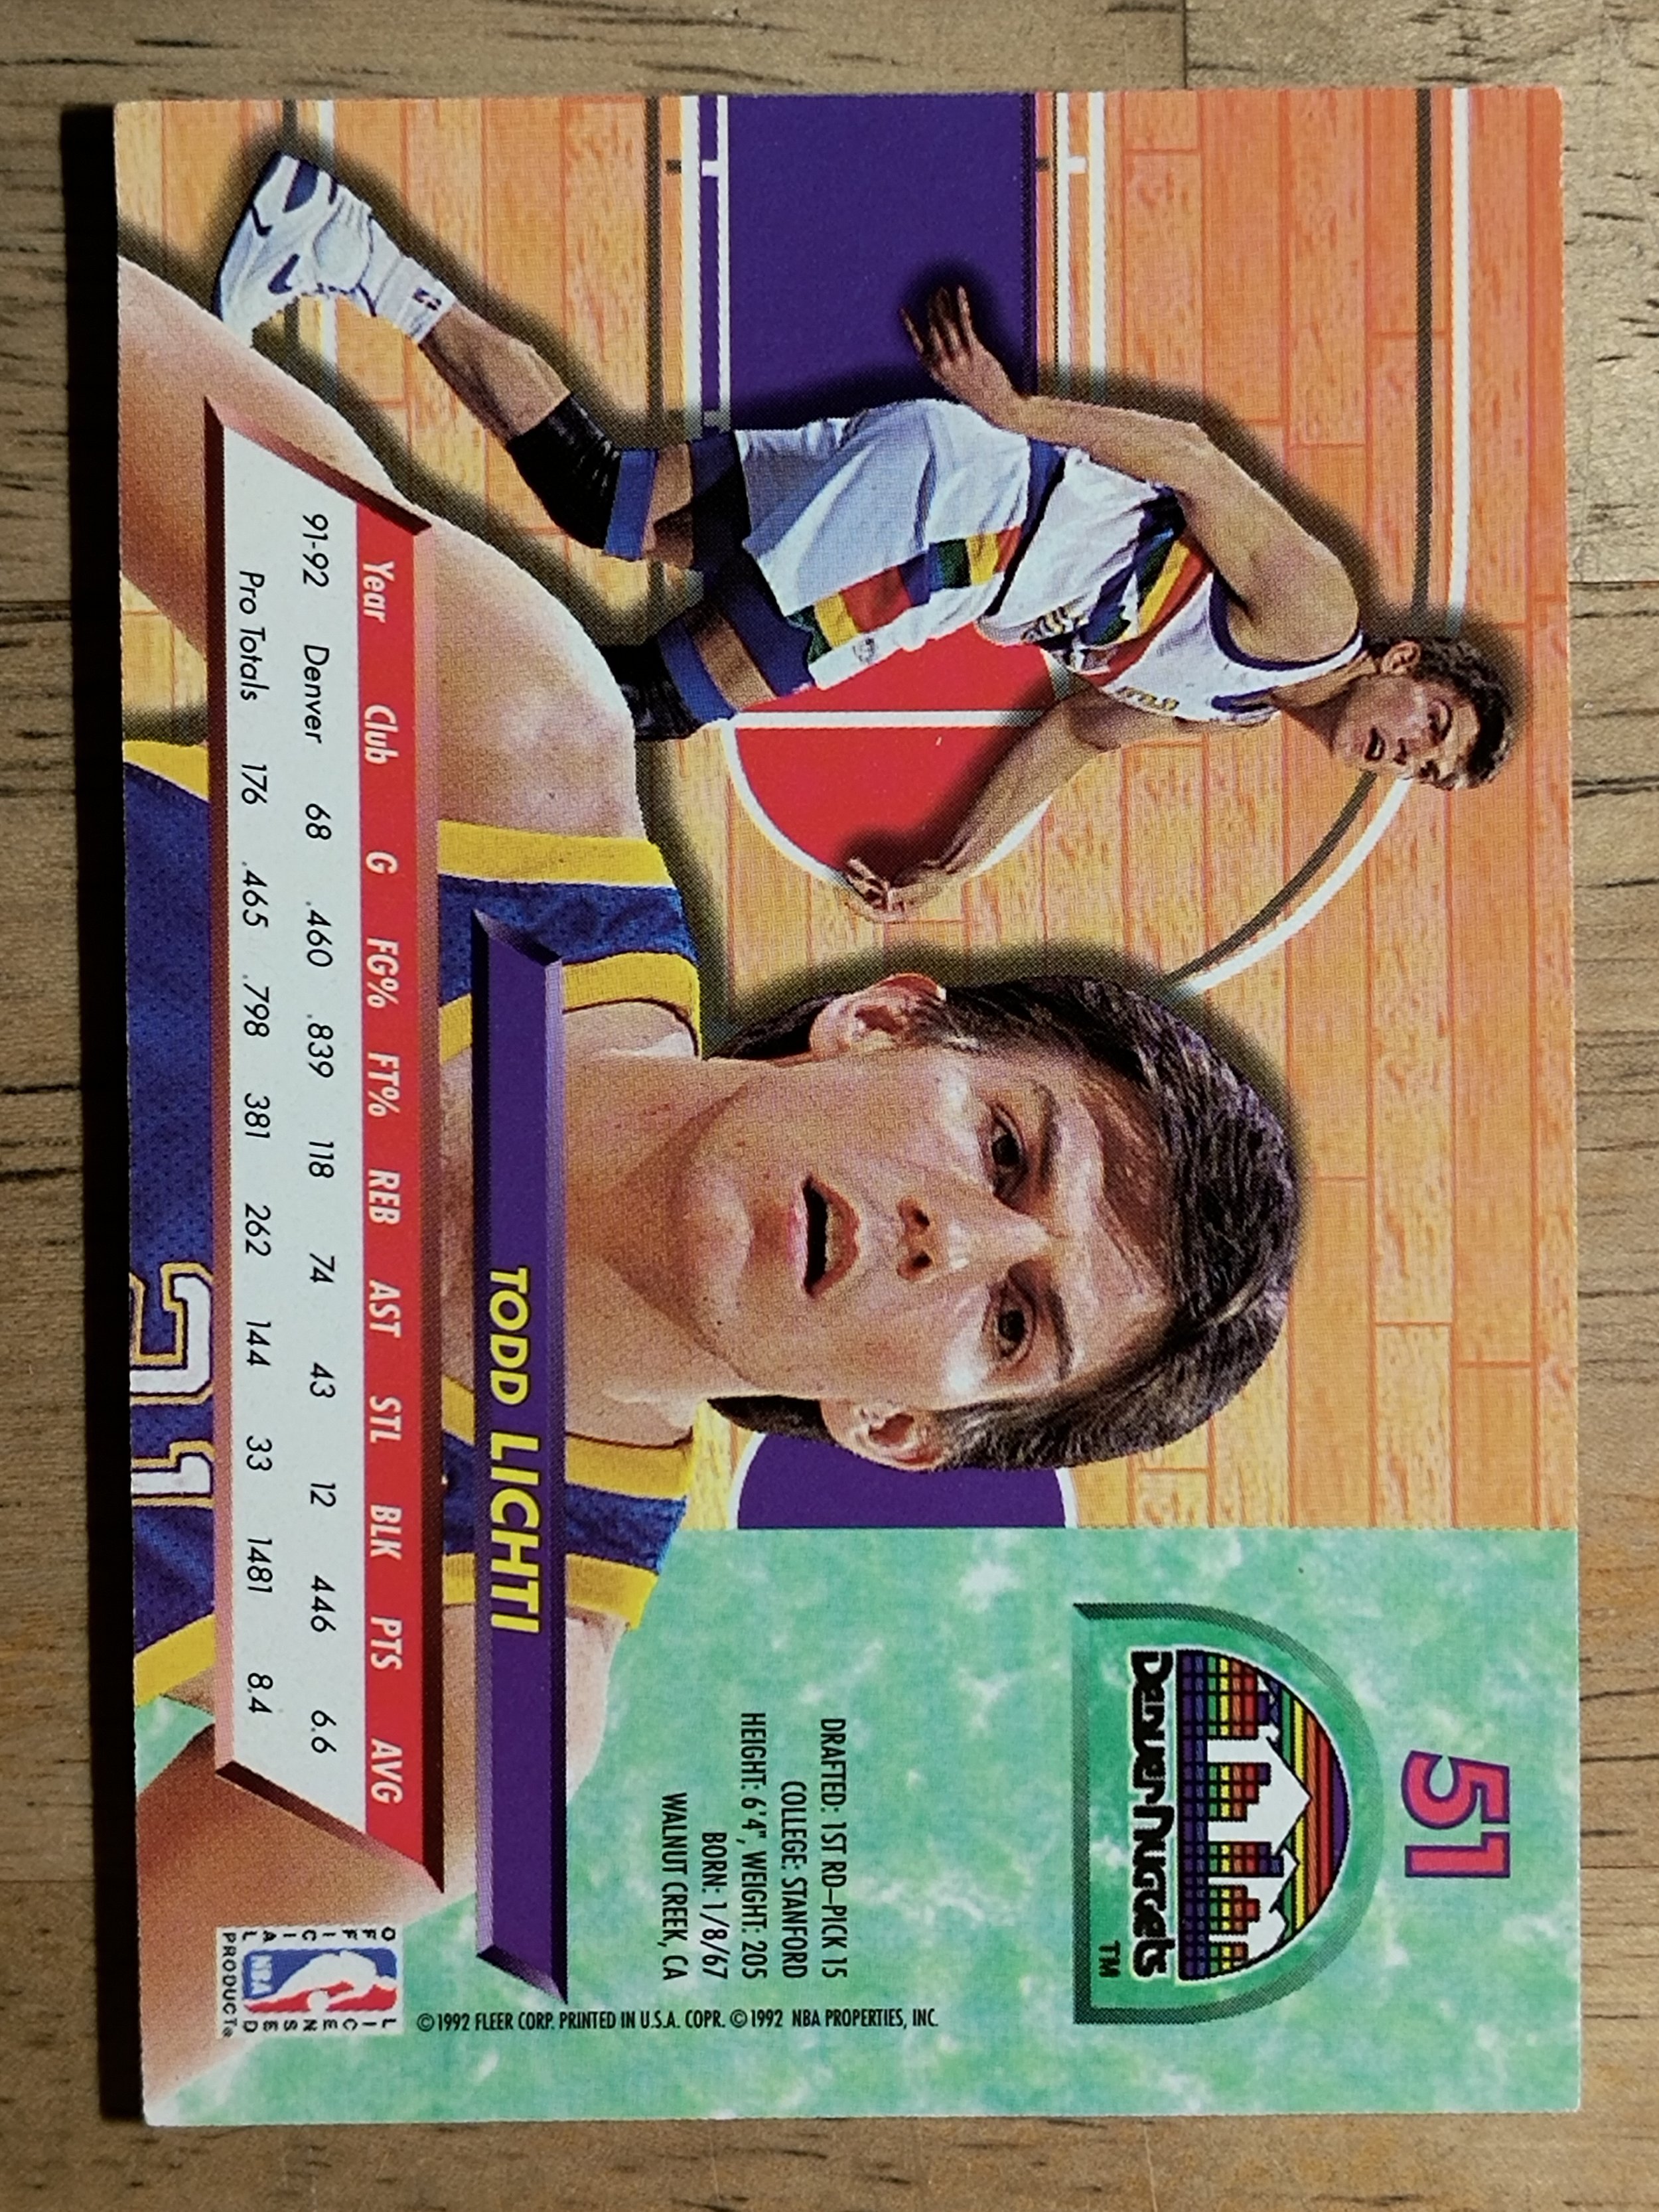 51
DENVER NUGGETS
TM
DRAFTED: 1ST RD–PICK 15
COLLEGE: STANFORD
HEIGHT: 6'4", WEIGHT: 205
BORN: 1/8/67
WALNUT CREEK, CA
TODD LICHTI
Year Club G FG% FT% REB AST STL BLK PTS AVG
91-92 Denver 68 .460 .839 118 74 43 12 446 6.6
Pro Totals 176 .465 .798 381 262 144 33 1481 8.4
21
©1992 FLEER CORP. PRINTED IN U.S.A. COPR. ©1992 NBA PROPERTIES, INC.
OFFICIAL
LICENSED
NBA
PRODUCT®